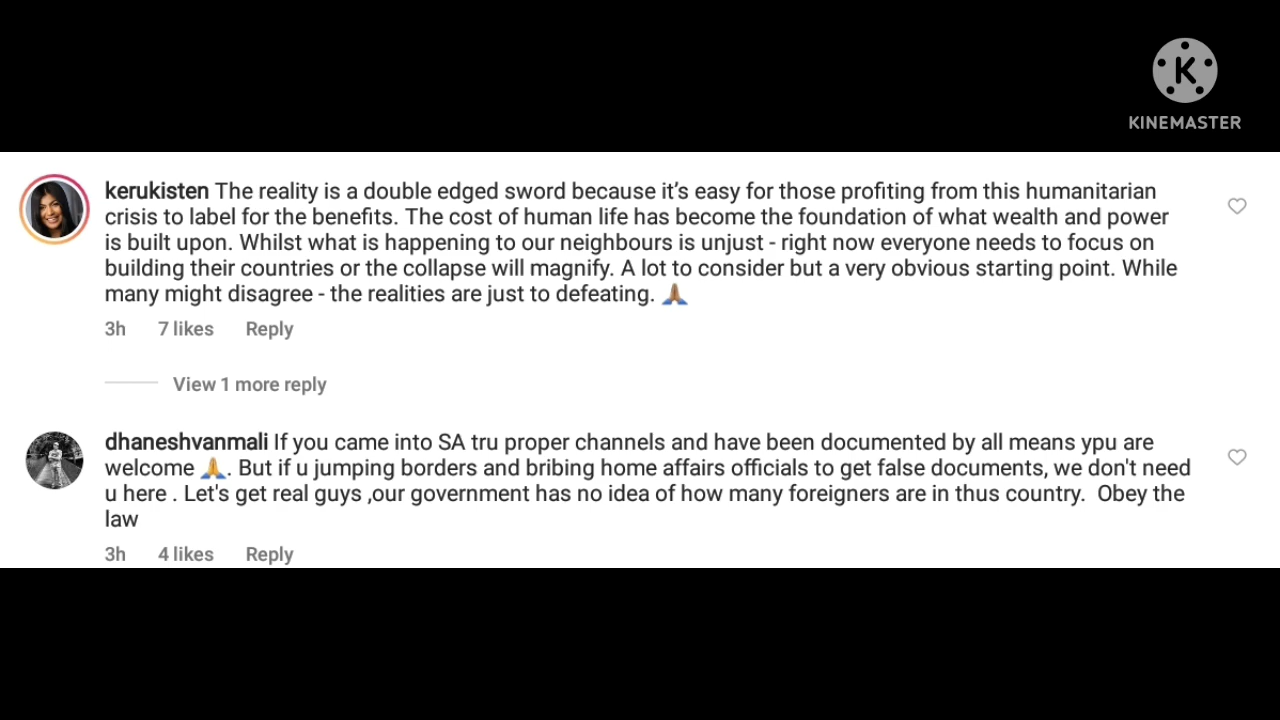 K
KINEMASTER
kerukisten The reality is a double edged sword because it’s easy for those profiting from this humanitarian
crisis to label for the benefits. The cost of human life has become the foundation of what wealth and power
is built upon. Whilst what is happening to our neighbours is unjust - right now everyone needs to focus on
building their countries or the collapse will magnify. A lot to consider but a very obvious starting point. While
many might disagree - the realities are just to defeating. 🙏🏽
3h 7 likes Reply
View 1 more reply
dhaneshvanmali If you came into SA tru proper channels and have been documented by all means ypu are
welcome 🙏. But if u jumping borders and bribing home affairs officials to get false documents, we don't need
u here . Let's get real guys ,our government has no idea of how many foreigners are in thus country.  Obey the
law
3h 4 likes Reply